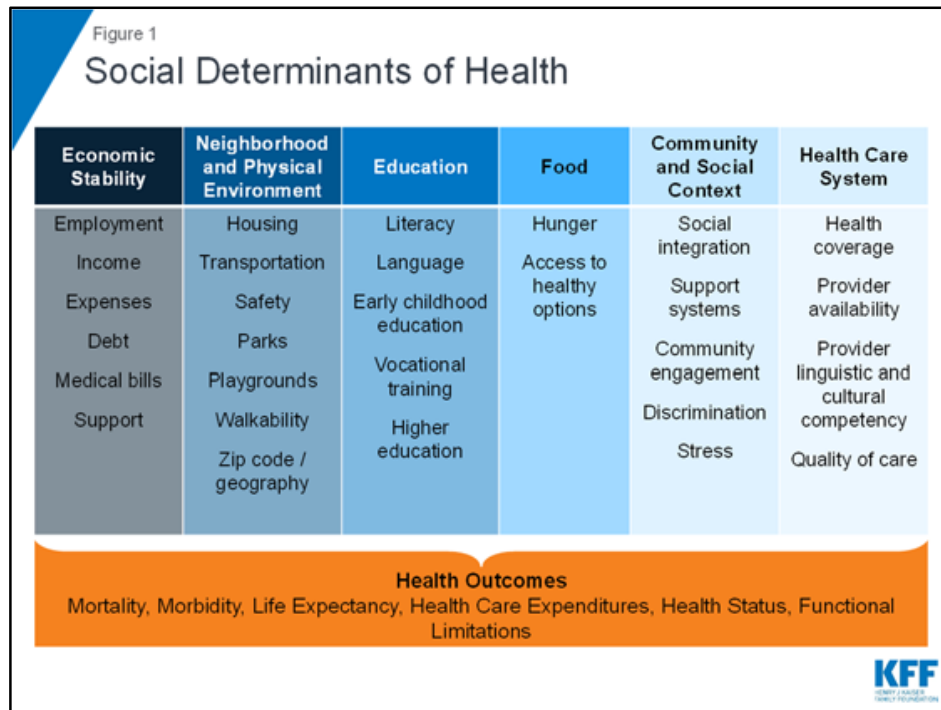 Figure 1
Social Determinants of Health
Economic
Stability
Neighborhood
and Physical
Environment
Education
Food
Community
and Social
Context
Health Care
System
Employment
Income
Expenses
Debt
Medical bills
Support
Housing
Transportation
Safety
Parks
Playgrounds
Walkability
Zip code /
geography
Literacy
Language
Early childhood
education
Vocational
training
Higher
education
Hunger
Access to
healthy
options
Social
integration
Support
systems
Community
engagement
Discrimination
Stress
Health
coverage
Provider
availability
Provider
linguistic and
cultural
competency
Quality of care
Health Outcomes
Mortality, Morbidity, Life Expectancy, Health Care Expenditures, Health Status, Functional
Limitations
KFF
HENRY J KAISER
FAMILY FOUNDATION